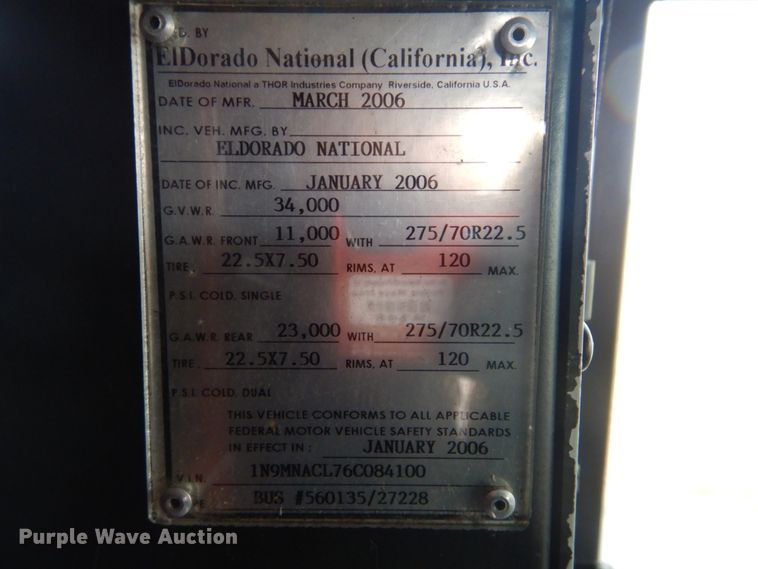 BY
ElDorado National (California), Inc.
ElDorado National a THOR Industries Company Riverside, California U.S.A.
DATE OF MFR. MARCH 2006
INC. VEH. MFG. BY
ELDORADO NATIONAL
DATE OF INC. MFG. JANUARY 2006
G.V.W.R. 34,000
G.A.W.R. FRONT 11,000 WITH 275/70R22.5
TIRE, 22.5X7.50 RIMS, AT 120 MAX.
P.S.I. COLD, SINGLE
G.A.W.R. REAR 23,000 WITH 275/70R22.5
TIRE, 22.5X7.50 RIMS, AT 120 MAX.
P.S.I. COLD, DUAL
THIS VEHICLE CONFORMS TO ALL APPLICABLE
FEDERAL MOTOR VEHICLE SAFETY STANDARDS
IN EFFECT IN: JANUARY 2006
V.I.N. 1N9MNACL76C084100
BUS #560135/27228
Purple Wave Auction